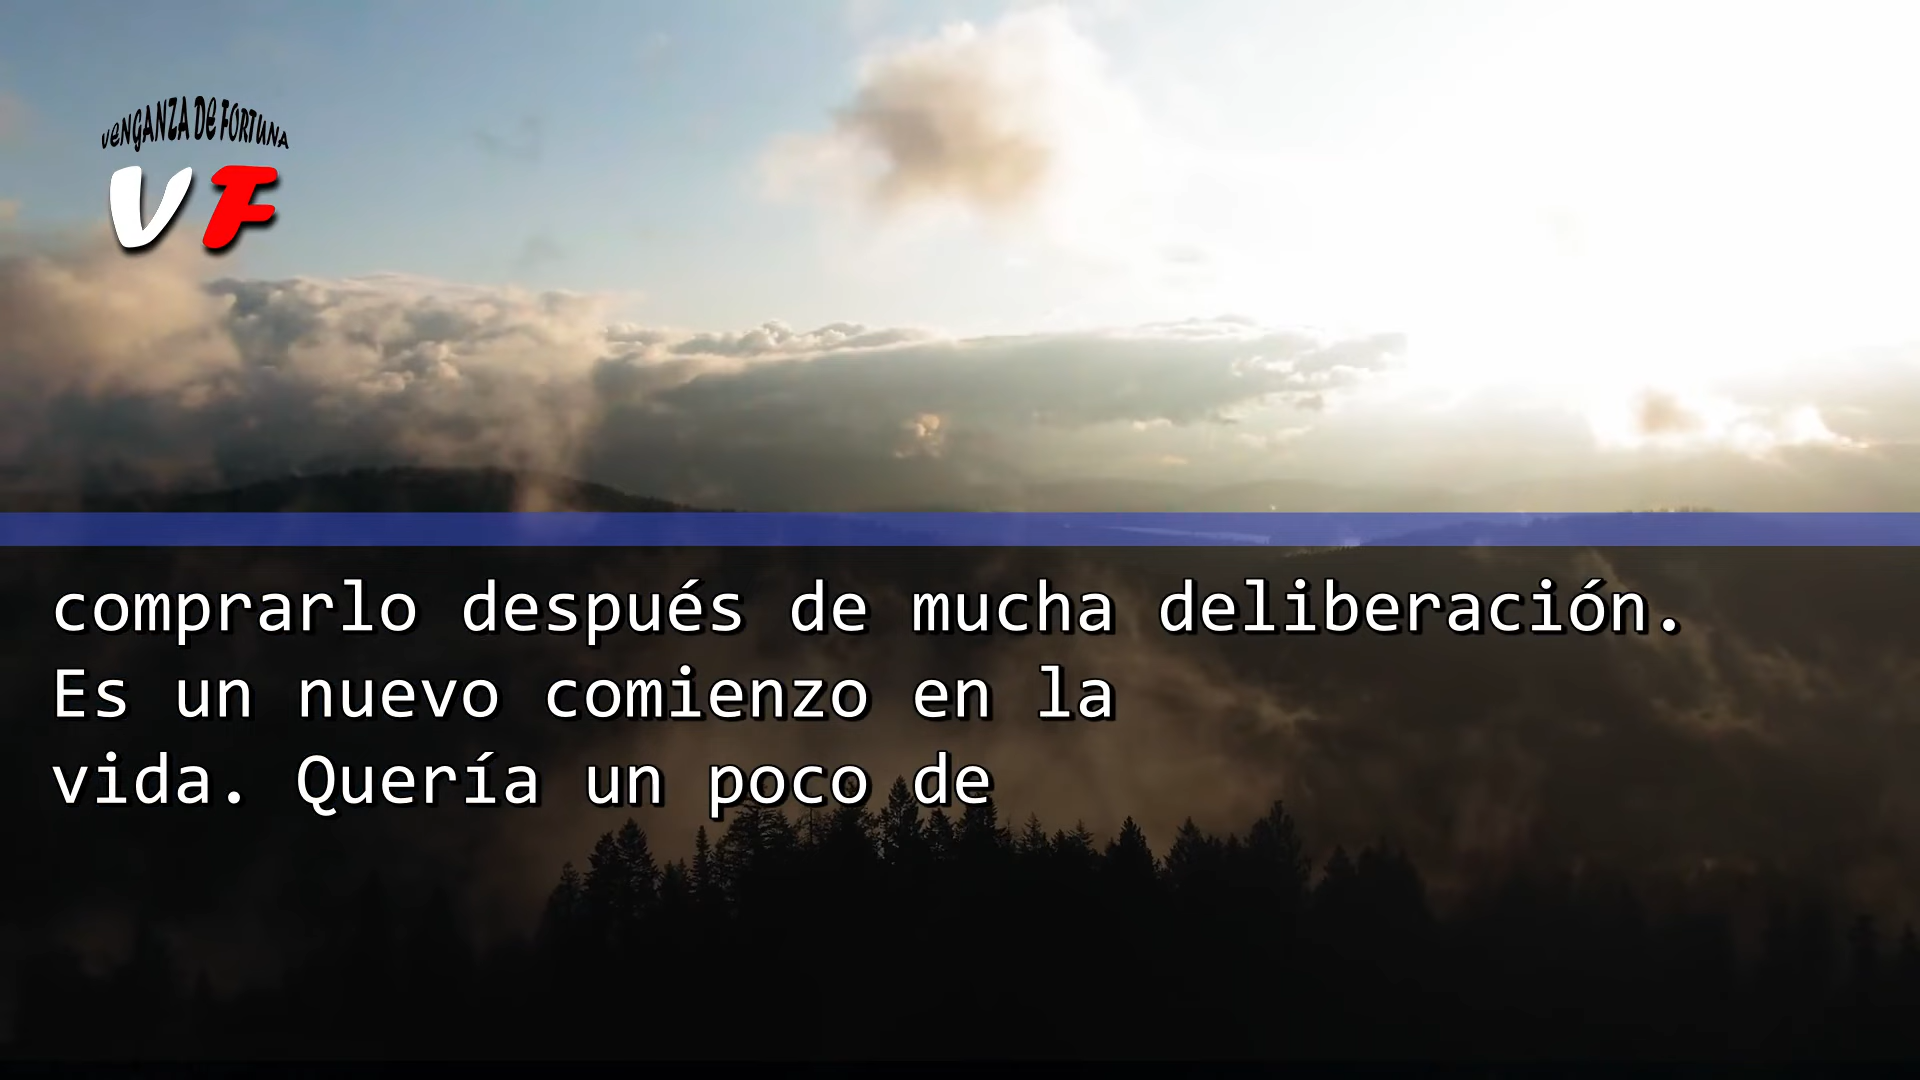 VENGANZA DE FORTUNA
VF
comprarlo después de mucha deliberación.
Es un nuevo comienzo en la
vida. Quería un poco de